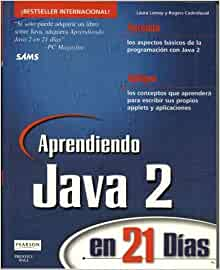 ¡BESTSELLER INTERNACIONAL!
Laura Lemay y Rogers Cadenhead
"Si sólo puede adquirir un libro
sobre Java, adquiera Aprendiendo
Java 2 en 21 días"
-PC Magazine
SAMS
los aspectos básicos de la
programación con Java 2
los conceptos que aprenderá
para escribir sus propios
applets y aplicaciones
Aprendiendo
Java 2
en 21 Días
PEARSON
PRENTICE
HALL